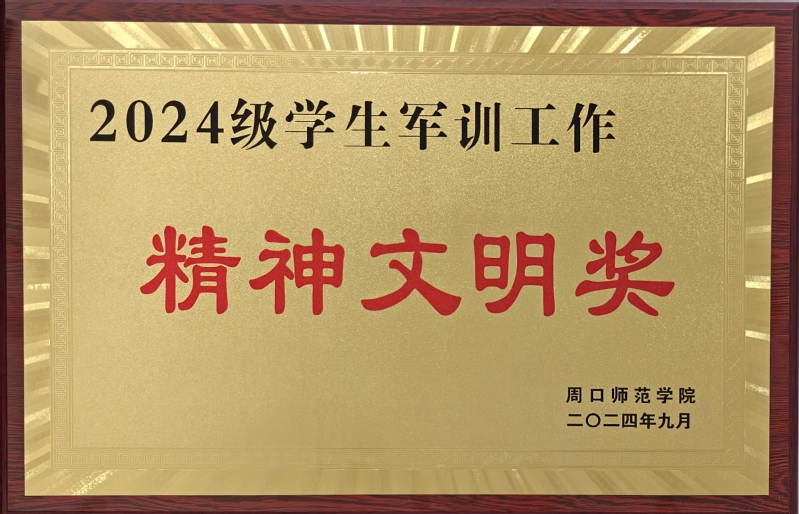 2024级学生军训工作
精神文明奖
周口师范学院
二〇二四年九月